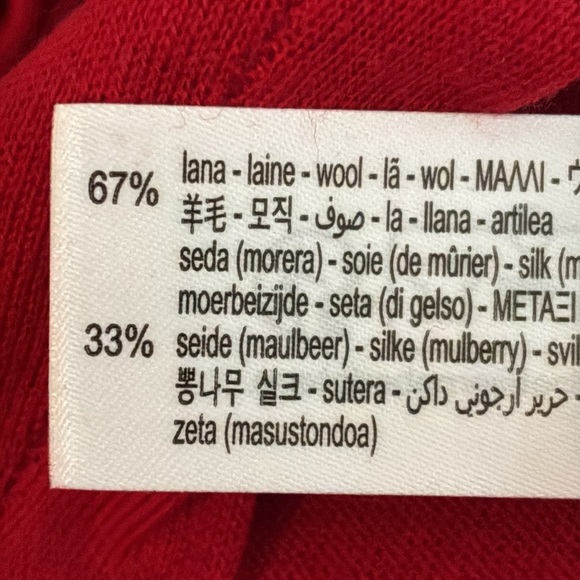 67% lana - laine - wool - lã - wol - ΜΑΛΛΙ -
羊毛 - 모직 - صوف - la - llana - artilea
seda (morera) - soie (de mûrier) - silk (m
moerbeizijde - seta (di gelso) - ΜΕΤΑΞΙ
33% seide (maulbeer) - silke (mulberry) - svil
뽕나무 실크 - sutera - حرير أرجوني داكن -
zeta (masustondoa)